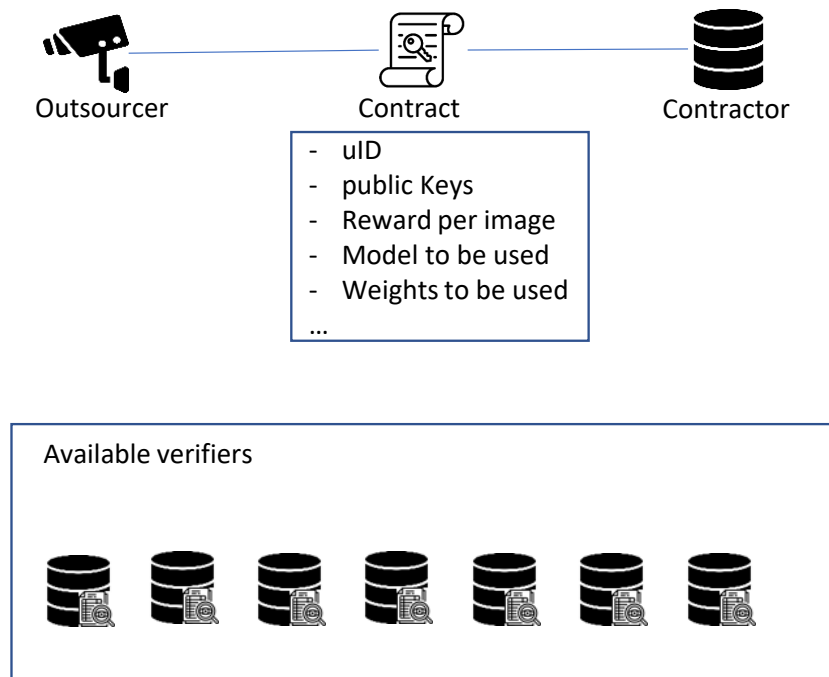 Outsourcer
Contract
Contractor
- uID
- public Keys
- Reward per image
- Model to be used
- Weights to be used
…
Available verifiers